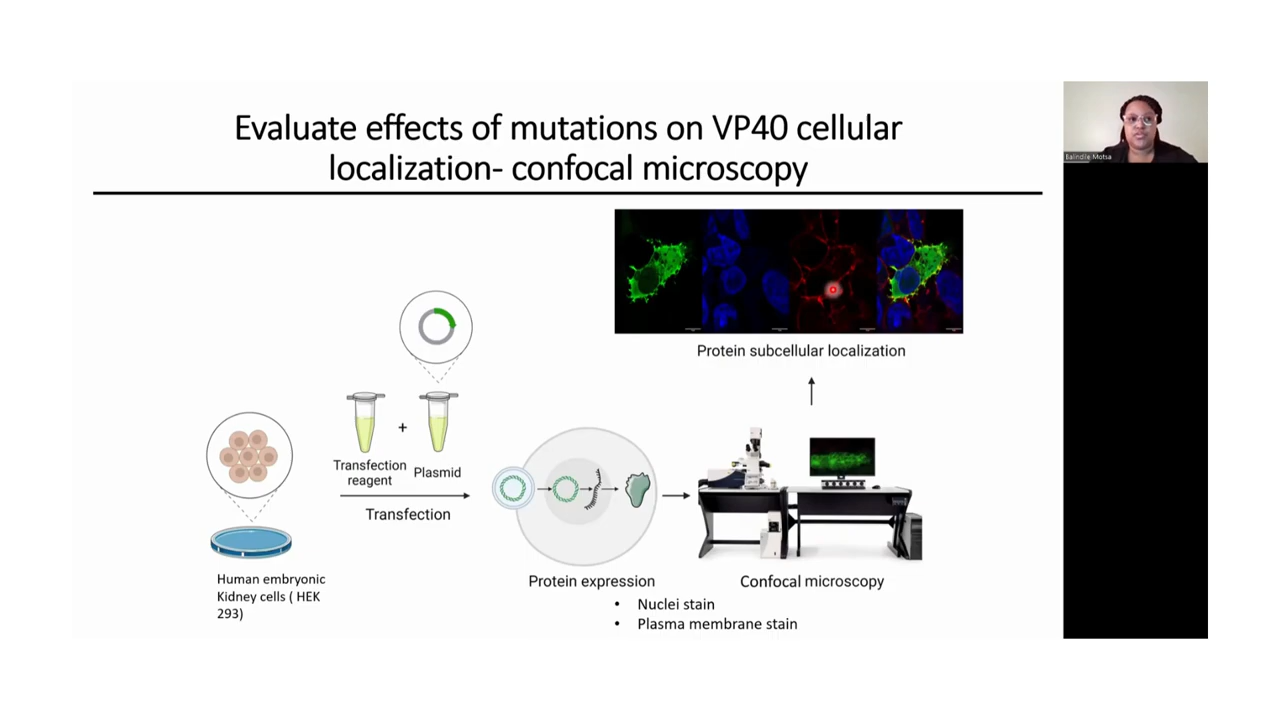 Evaluate effects of mutations on VP40 cellular
localization- confocal microscopy
Balindile Motsa
Protein subcellular localization
+
Transfection
reagent
Plasmid
Transfection
Human embryonic
Kidney cells ( HEK
293)
Protein expression
• Nuclei stain
• Plasma membrane stain
Confocal microscopy